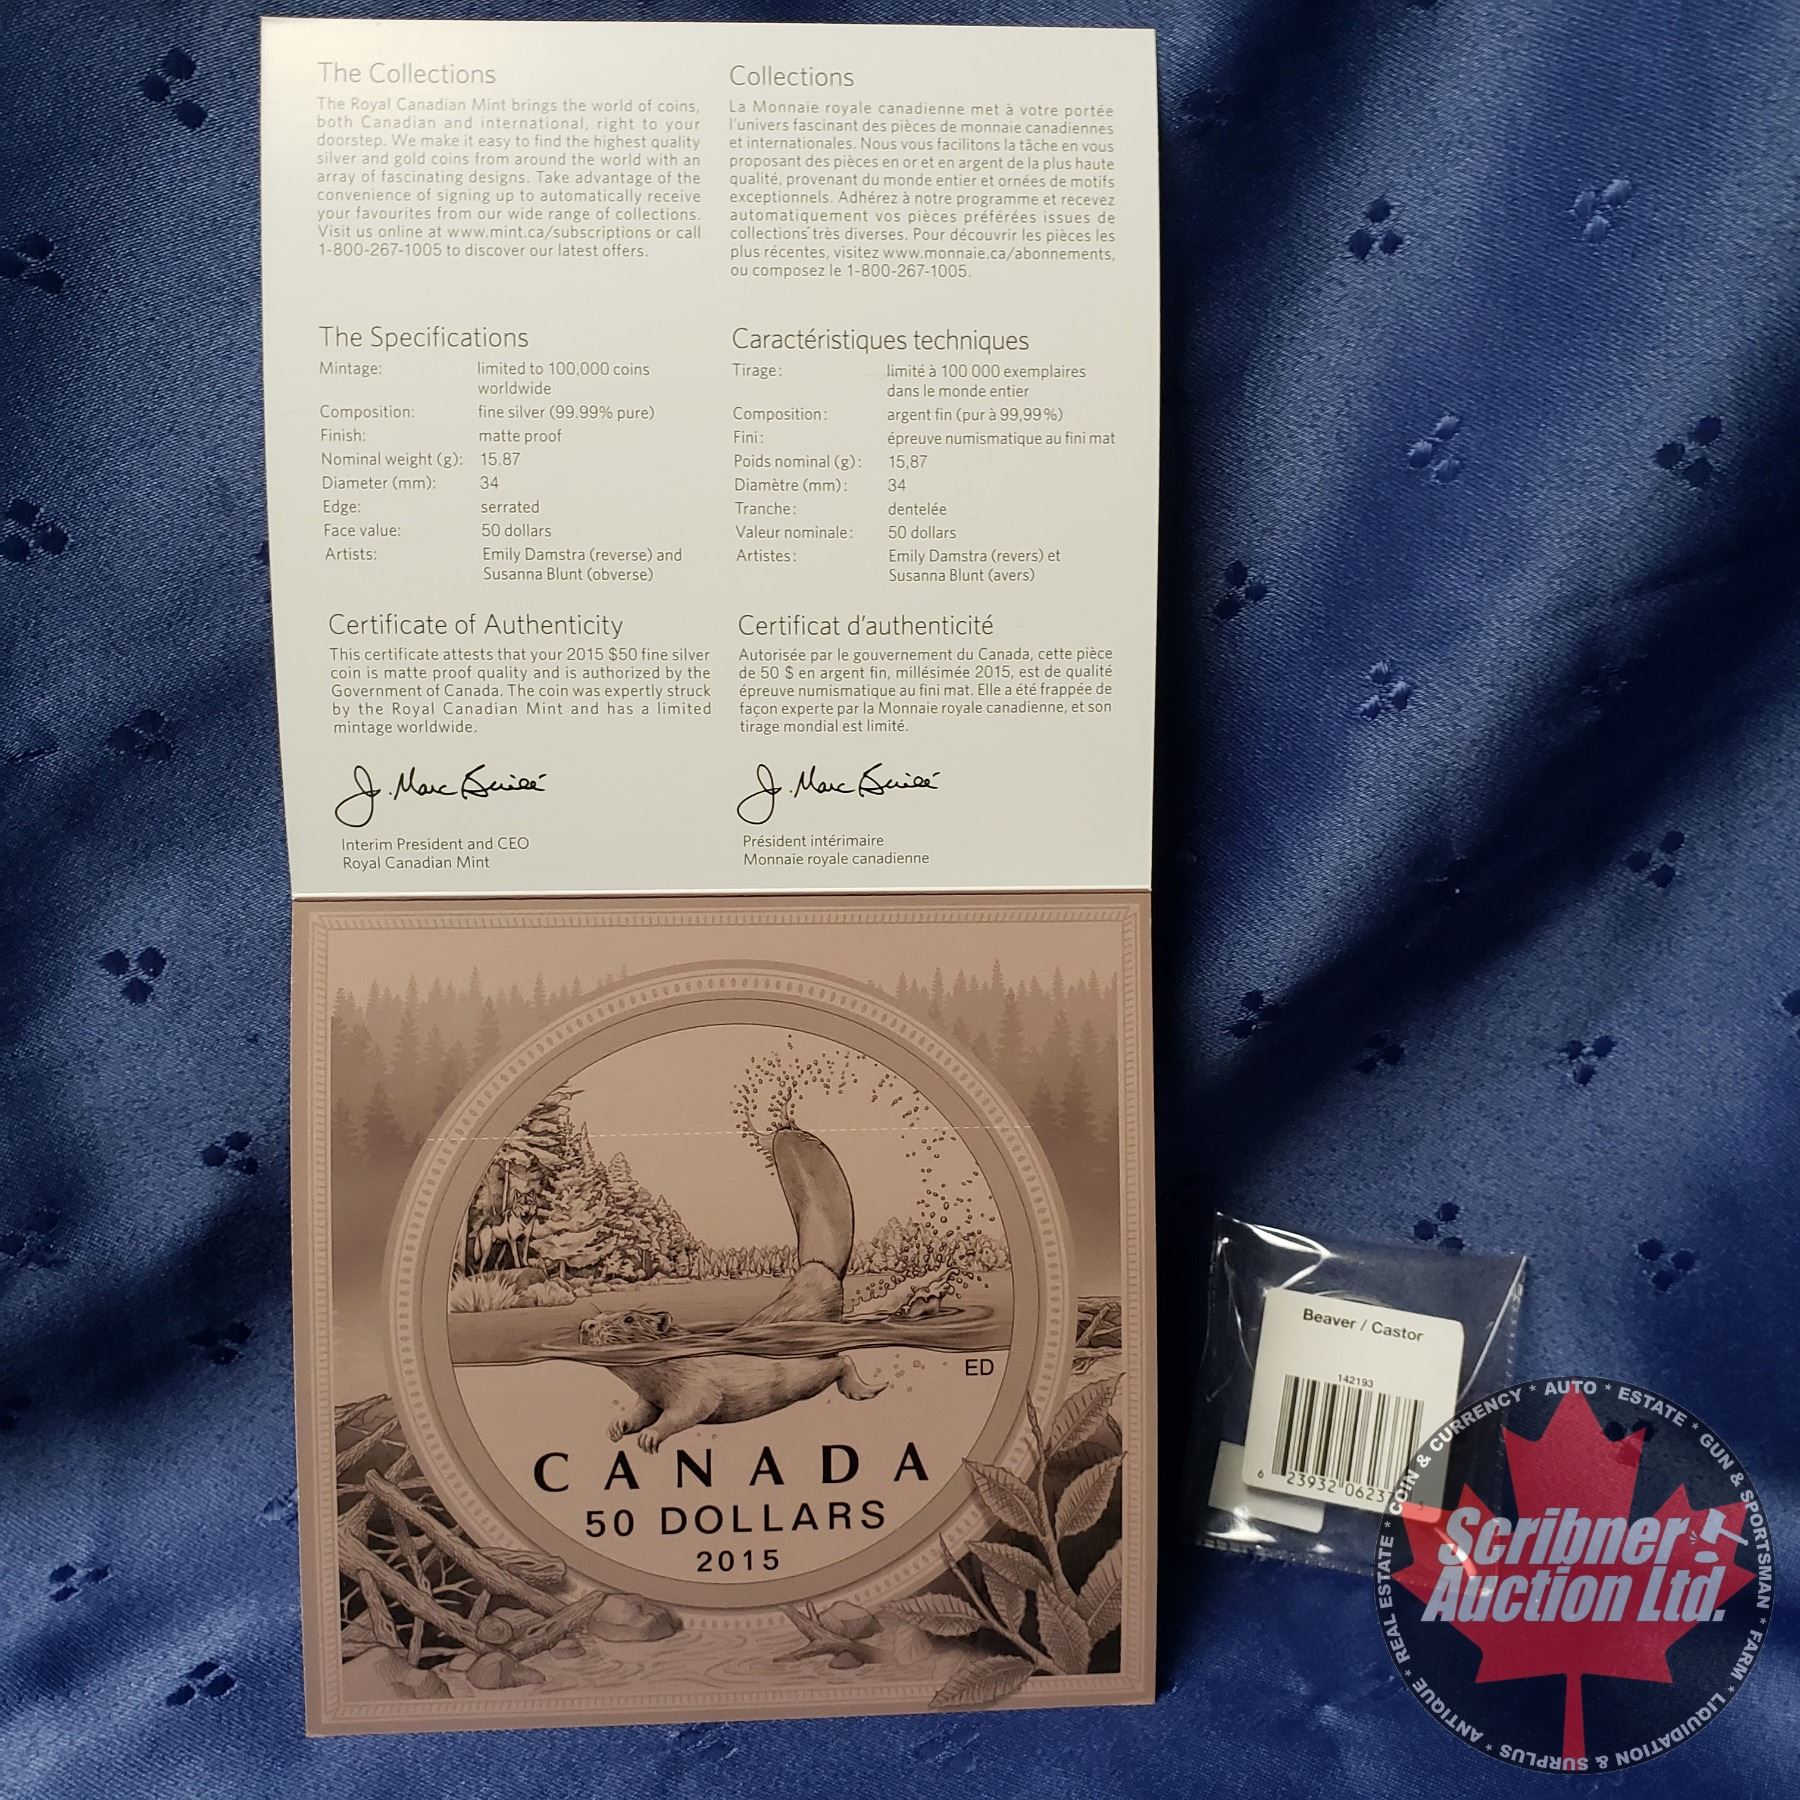 The Collections
The Royal Canadian Mint brings the world of coins,
both Canadian and international, right to your
doorstep. We make it easy to find the highest quality
silver and gold coins from around the world with an
array of fascinating designs. Take advantage of the
convenience of signing up to automatically receive
your favourites from our wide range of collections.
Visit us online at www.mint.ca/subscriptions or call
1-800-267-1005 to discover our latest offers.
Collections
La Monnaie royale canadienne met à votre portée
l'univers fascinant des pièces de monnaie canadiennes
et internationales. Nous vous facilitons la tâche en vous
proposant des pièces en or et en argent de la plus haute
qualité, provenant du monde entier et ornées de motifs
exceptionnels. Adhérez à notre programme et recevez
automatiquement vos pièces préférées issues de
collections très diverses. Pour découvrir les pièces les
plus récentes, visitez www.monnaie.ca/abonnements,
ou composez le 1-800-267-1005.
The Specifications
Mintage: limited to 100,000 coins
worldwide
Composition: fine silver (99.99% pure)
Finish: matte proof
Nominal weight (g): 15.87
Diameter (mm): 34
Edge: serrated
Face value: 50 dollars
Artists: Emily Damstra (reverse) and
Susanna Blunt (obverse)
Caractéristiques techniques
Tirage: limité à 100 000 exemplaires
dans le monde entier
Composition: argent fin (pur à 99,99 %)
Fini: épreuve numismatique au fini mat
Poids nominal (g): 15,87
Diamètre (mm): 34
Tranche: dentelée
Valeur nominale: 50 dollars
Artistes: Emily Damstra (revers) et
Susanna Blunt (avers)
Certificate of Authenticity
This certificate attests that your 2015 $50 fine silver
coin is matte proof quality and is authorized by the
Government of Canada. The coin was expertly struck
by the Royal Canadian Mint and has a limited
mintage worldwide.
J. Marc Brûlé
Interim President and CEO
Royal Canadian Mint
Certificat d'authenticité
Autorisée par le gouvernement du Canada, cette pièce
de 50 $ en argent fin, millésimée 2015, est de qualité
épreuve numismatique au fini mat. Elle a été frappée de
façon experte par la Monnaie royale canadienne, et son
tirage mondial est limité.
J. Marc Brûlé
Président intérimaire
Monnaie royale canadienne
ED
CANADA
50 DOLLARS
2015
Beaver / Castor
142193
6 23932 0623
COIN & CURRENCY * AUTO * ESTATE * GUN & SPORTSMAN * FARM * LIQUIDATION & SURPLUS * ANTIQUE * REAL ESTATE *
Scribner
Auction Ltd.